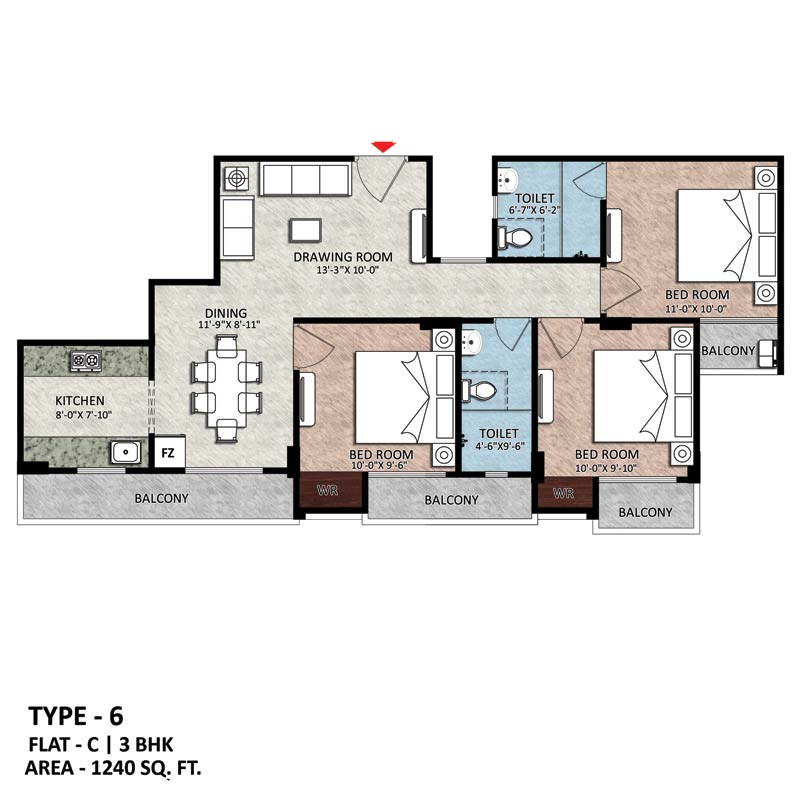 TOILET
6'-7"X 6'-2"
DRAWING ROOM
13'-3"X 10'-0"
BED ROOM
11'-0"X 10'-0"
DINING
11'-9"X 8'-11"
BALCONY
KITCHEN
8'-0"X 7'-10"
TOILET
4'-6"X9'-6"
FZ
BED ROOM
10'-0"X 9'-6"
BED ROOM
10'-0"X 9'-10"
WR
WR
BALCONY
BALCONY
BALCONY
TYPE - 6
FLAT - C | 3 BHK
AREA - 1240 SQ. FT.